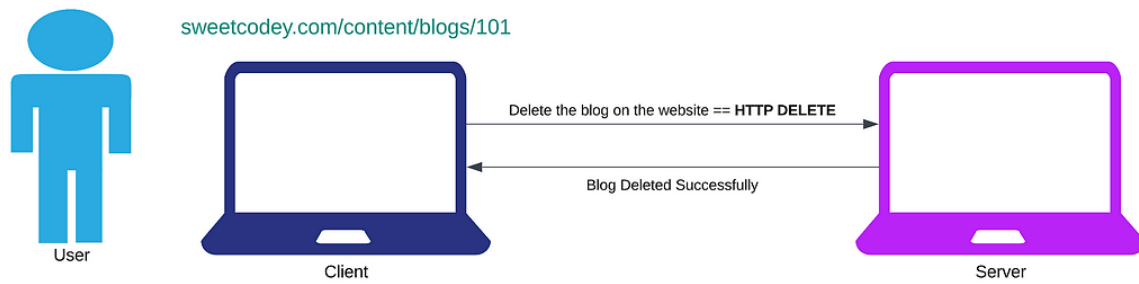 sweetcodey.com/content/blogs/101
Delete the blog on the website == HTTP DELETE
Blog Deleted Successfully
User
Client
Server